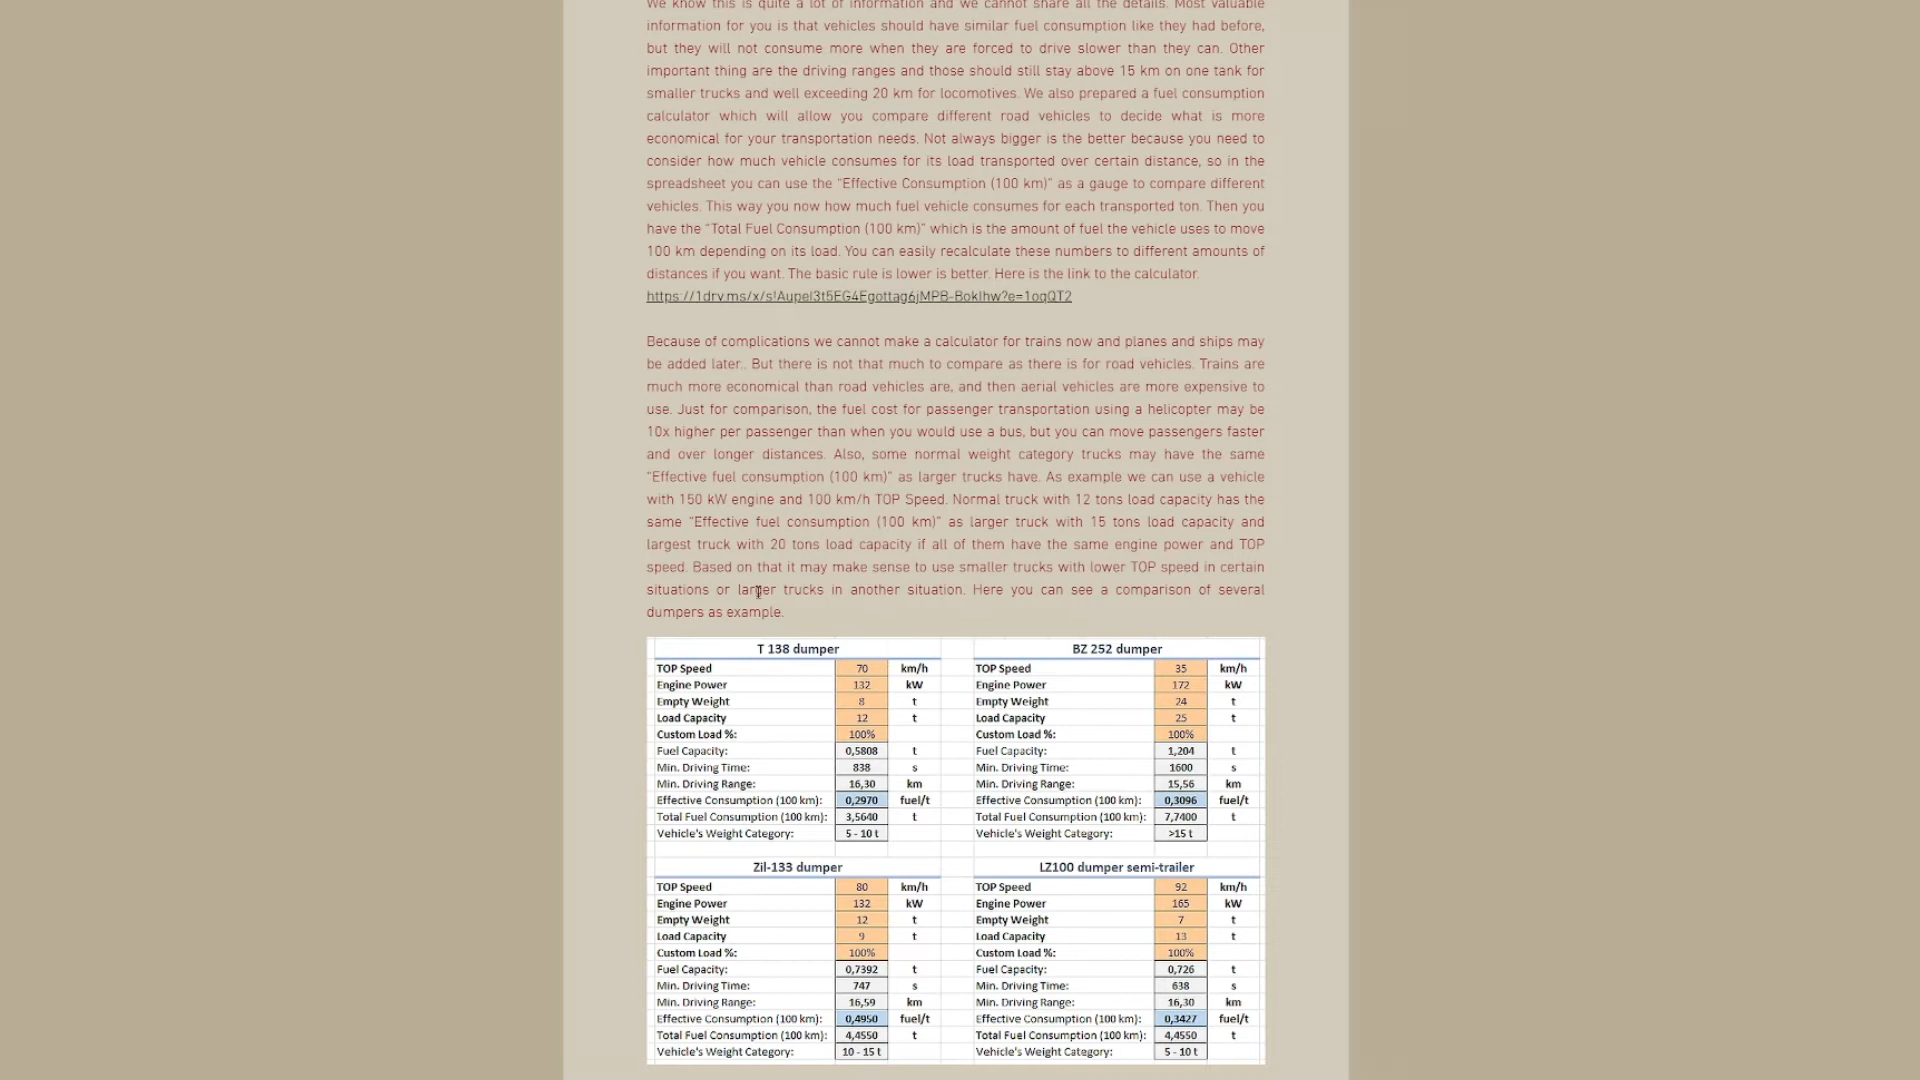 We know this is quite a lot of information and we cannot share all the details. Most valuable
information for you is that vehicles should have similar fuel consumption like they had before,
but they will not consume more when they are forced to drive slower than they can. Other
important thing are the driving ranges and those should still stay above 15 km on one tank for
smaller trucks and well exceeding 20 km for locomotives. We also prepared a fuel consumption
calculator which will allow you compare different road vehicles to decide what is more
economical for your transportation needs. Not always bigger is the better because you need to
consider how much vehicle consumes for its load transported over certain distance, so in the
spreadsheet you can use the “Effective Consumption (100 km)” as a gauge to compare different
vehicles. This way you now how much fuel vehicle consumes for each transported ton. Then you
have the “Total Fuel Consumption (100 km)” which is the amount of fuel the vehicle uses to move
100 km depending on its load. You can easily recalculate these numbers to different amounts of
distances if you want. The basic rule is lower is better. Here is the link to the calculator.
https://1drv.ms/x/s!Aupel3t5EG4Egottag6jMPB-BokIhw?e=1oqQT2
Because of complications we cannot make a calculator for trains now and planes and ships may
be added later.. But there is not that much to compare as there is for road vehicles. Trains are
much more economical than road vehicles are, and then aerial vehicles are more expensive to
use. Just for comparison, the fuel cost for passenger transportation using a helicopter may be
10x higher per passenger than when you would use a bus, but you can move passengers faster
and over longer distances. Also, some normal weight category trucks may have the same
“Effective fuel consumption (100 km)” as larger trucks have. As example we can use a vehicle
with 150 kW engine and 100 km/h TOP Speed. Normal truck with 12 tons load capacity has the
same “Effective fuel consumption (100 km)” as larger truck with 15 tons load capacity and
largest truck with 20 tons load capacity if all of them have the same engine power and TOP
speed. Based on that it may make sense to use smaller trucks with lower TOP speed in certain
situations or larger trucks in another situation. Here you can see a comparison of several
dumpers as example.
T 138 dumper
TOP Speed 70 km/h
Engine Power 132 kW
Empty Weight 8 t
Load Capacity 12 t
Custom Load %: 100%
Fuel Capacity: 0,5808 t
Min. Driving Time: 838 s
Min. Driving Range: 16,30 km
Effective Consumption (100 km): 0,2970 fuel/t
Total Fuel Consumption (100 km): 3,5640 t
Vehicle's Weight Category: 5 - 10 t
BZ 252 dumper
TOP Speed 35 km/h
Engine Power 172 kW
Empty Weight 24 t
Load Capacity 25 t
Custom Load %: 100%
Fuel Capacity: 1,204 t
Min. Driving Time: 1600 s
Min. Driving Range: 15,56 km
Effective Consumption (100 km): 0,3096 fuel/t
Total Fuel Consumption (100 km): 7,7400 t
Vehicle's Weight Category: >15 t
Zil-133 dumper
TOP Speed 80 km/h
Engine Power 132 kW
Empty Weight 12 t
Load Capacity 9 t
Custom Load %: 100%
Fuel Capacity: 0,7392 t
Min. Driving Time: 747 s
Min. Driving Range: 16,59 km
Effective Consumption (100 km): 0,4950 fuel/t
Total Fuel Consumption (100 km): 4,4550 t
Vehicle's Weight Category: 10 - 15 t
LZ100 dumper semi-trailer
TOP Speed 92 km/h
Engine Power 165 kW
Empty Weight 7 t
Load Capacity 13 t
Custom Load %: 100%
Fuel Capacity: 0,726 t
Min. Driving Time: 638 s
Min. Driving Range: 16,30 km
Effective Consumption (100 km): 0,3427 fuel/t
Total Fuel Consumption (100 km): 4,4550 t
Vehicle's Weight Category: 5 - 10 t